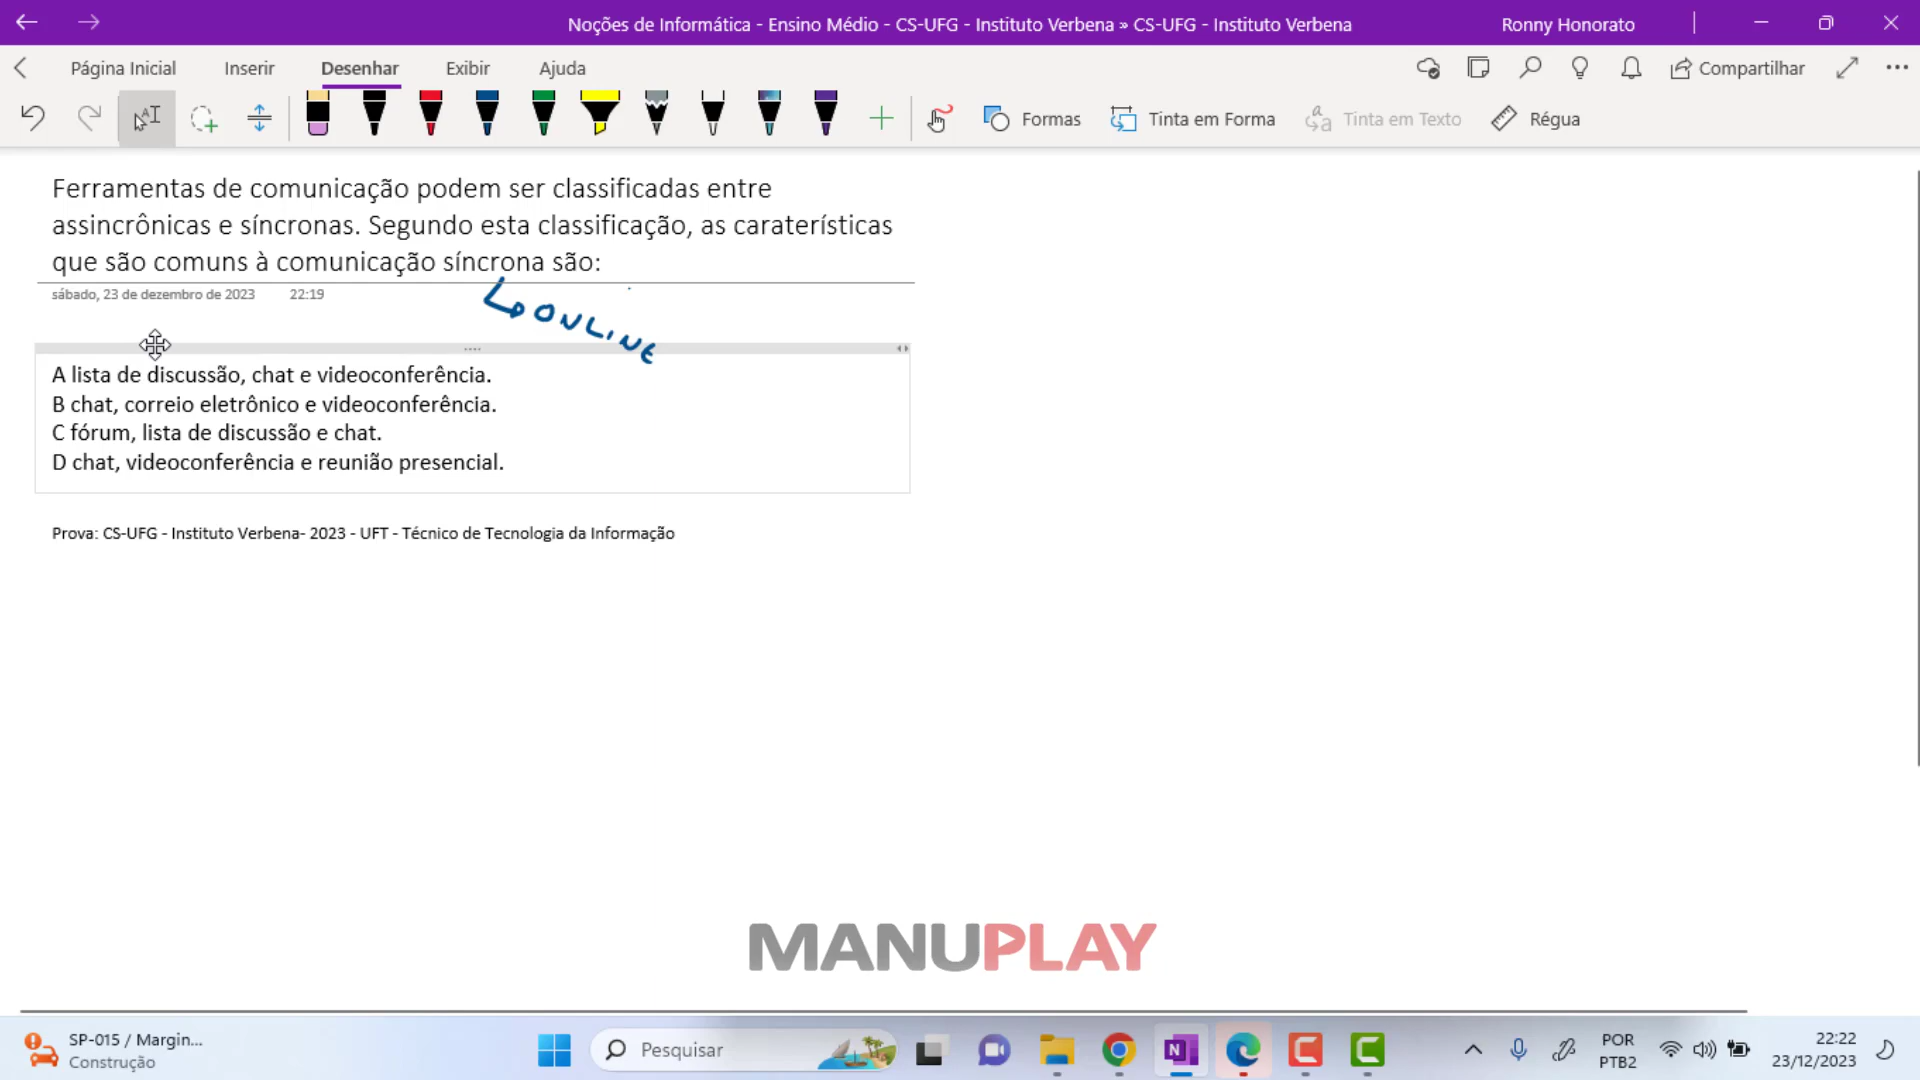 Noções de Informática - Ensino Médio - CS-UFG - Instituto Verbena » CS-UFG - Instituto Verbena
Ronny Honorato
Página Inicial Inserir Desenhar Exibir Ajuda
Compartilhar
Formas Tinta em Forma Tinta em Texto Régua
Ferramentas de comunicação podem ser classificadas entre
assincrônicas e síncronas. Segundo esta classificação, as caraterísticas
que são comuns à comunicação síncrona são:
sábado, 23 de dezembro de 2023 22:19
ONLINE
A lista de discussão, chat e videoconferência.
B chat, correio eletrônico e videoconferência.
C fórum, lista de discussão e chat.
D chat, videoconferência e reunião presencial.
Prova: CS-UFG - Instituto Verbena- 2023 - UFT - Técnico de Tecnologia da Informação
MANUPLAY
SP-015 / Margin...
Construção
Pesquisar
POR
PTB2
22:22
23/12/2023